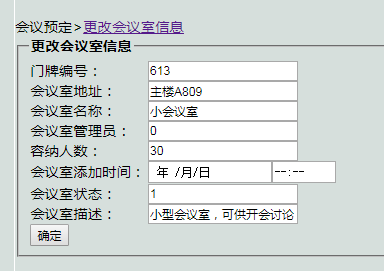 会议预定>更改会议室信息
更改会议室信息
门牌编号： 613
会议室地址： 主楼A809
会议室名称： 小会议室
会议室管理员： 0
容纳人数： 30
会议室添加时间： 年 /月/日 --:--
会议室状态： 1
会议室描述： 小型会议室，可供开会讨论
确定